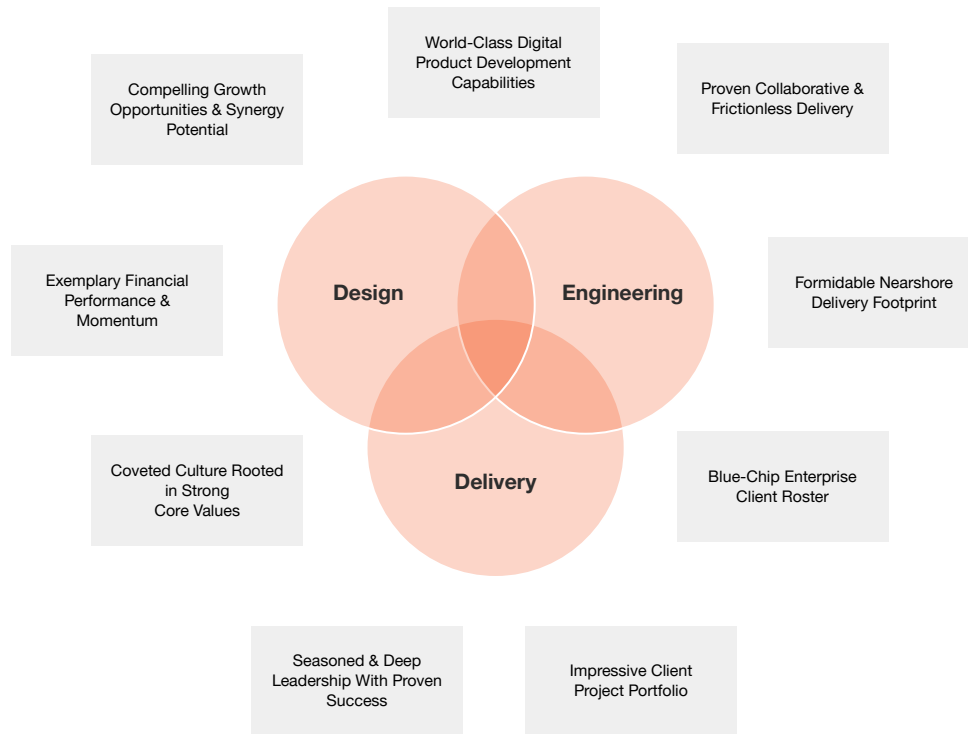 World-Class Digital
Product Development
Capabilities
Compelling Growth
Opportunities & Synergy
Potential
Proven Collaborative &
Frictionless Delivery
Exemplary Financial
Performance &
Momentum
Design
Engineering
Formidable Nearshore
Delivery Footprint
Coveted Culture Rooted
in Strong
Core Values
Delivery
Blue-Chip Enterprise
Client Roster
Seasoned & Deep
Leadership With Proven
Success
Impressive Client
Project Portfolio